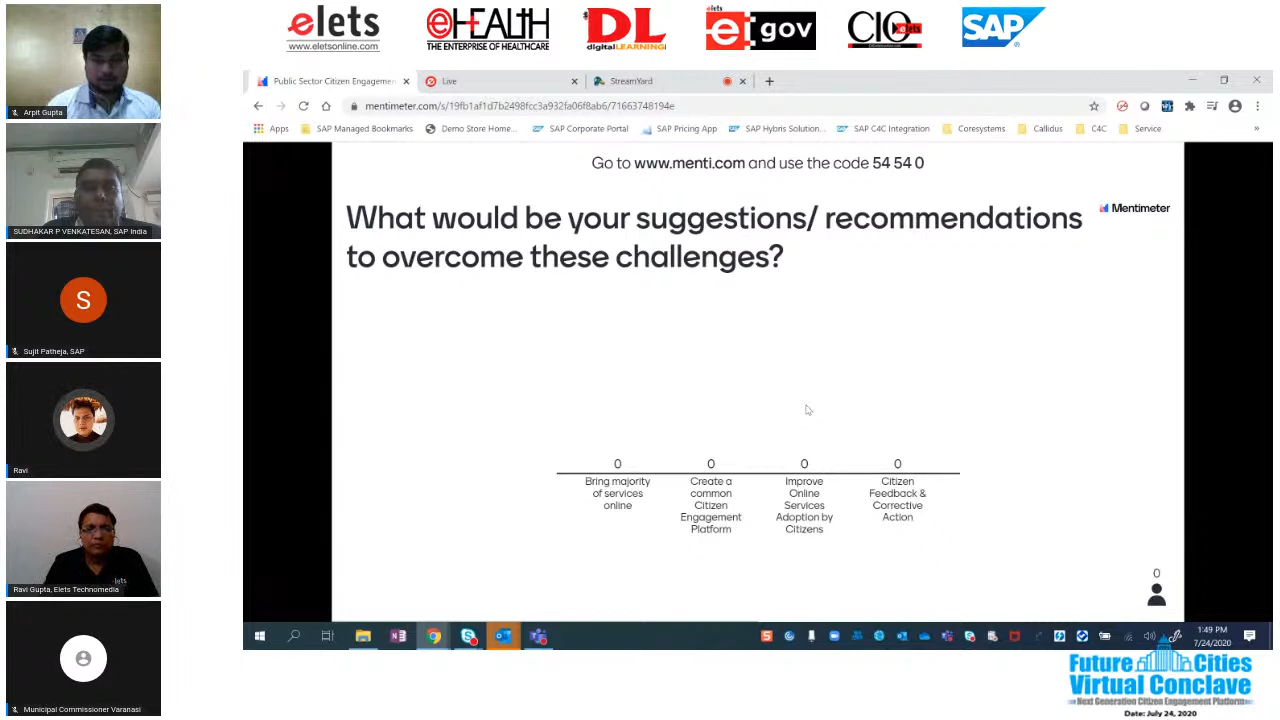 elets
www.eletsonline.com
eHEALTH
THE ENTERPRISE OF HEALTHCARE
DL
digitalLEARNING
elets
e gov
CIO elets
SAP
Arpit Gupta
SUDHAKAR P VENKATESAN, SAP India
S
Sujit Patheja, SAP
Ravi
elets
Ravi Gupta, Elets Technomedia
Municipal Commissioner Varanasi
Public Sector Citizen Engagemen
Live
StreamYard
mentimeter.com/s/19fb1af1d7b2498fcc3a932fa06f8ab6/71663748194e
Apps
SAP Managed Bookmarks
Demo Store Home...
SAP Corporate Portal
SAP Pricing App
SAP Hybris Solution...
SAP C4C Integration
Coresystems
Callidus
C4C
Service
Go to www.menti.com and use the code 54 54 0
Mentimeter
What would be your suggestions/ recommendations
to overcome these challenges?
0
0
0
0
Bring majority
of services
online
Create a
common
Citizen
Engagement
Platform
Improve
Online
Services
Adoption by
Citizens
Citizen
Feedback &
Corrective
Action
0
1:49 PM
7/24/2020
Future Cities
Virtual Conclave
Next Generation Citizen Engagement Platform
Date: July 24, 2020